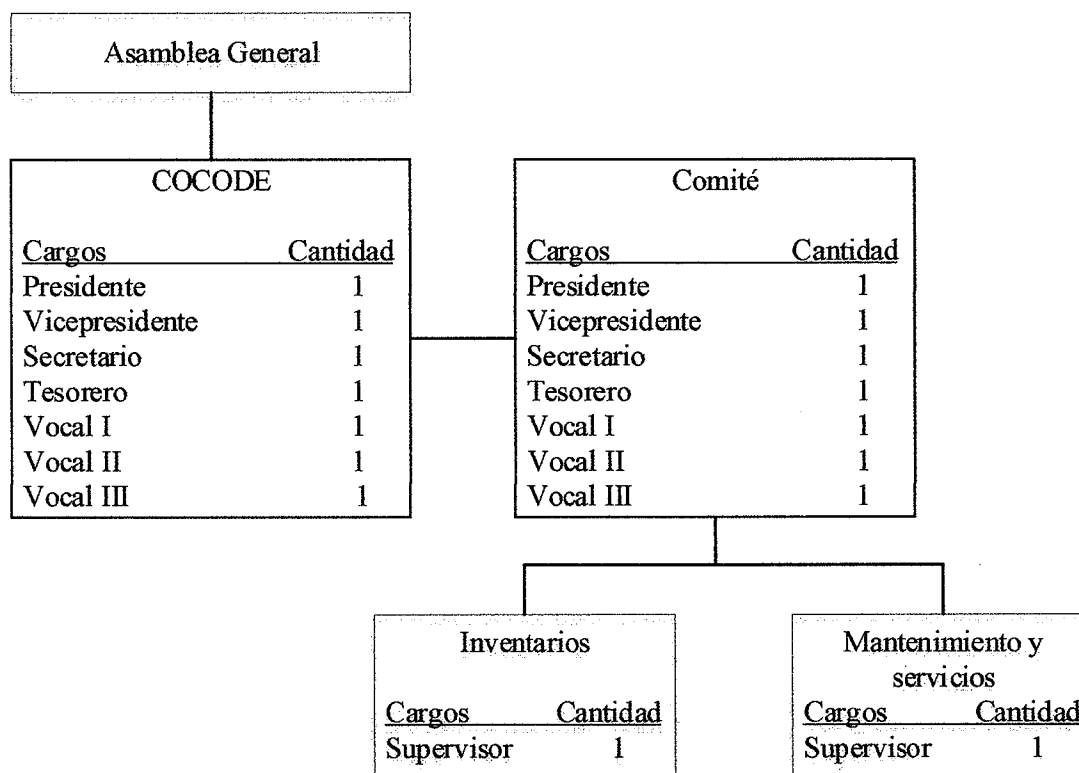 Asamblea General
COCODE
Cargos Cantidad
Presidente 1
Vicepresidente 1
Secretario 1
Tesorero 1
Vocal I 1
Vocal II 1
Vocal III 1
Comité
Cargos Cantidad
Presidente 1
Vicepresidente 1
Secretario 1
Tesorero 1
Vocal I 1
Vocal II 1
Vocal III 1
Inventarios
Cargos Cantidad
Supervisor 1
Mantenimiento y
servicios
Cargos Cantidad
Supervisor 1